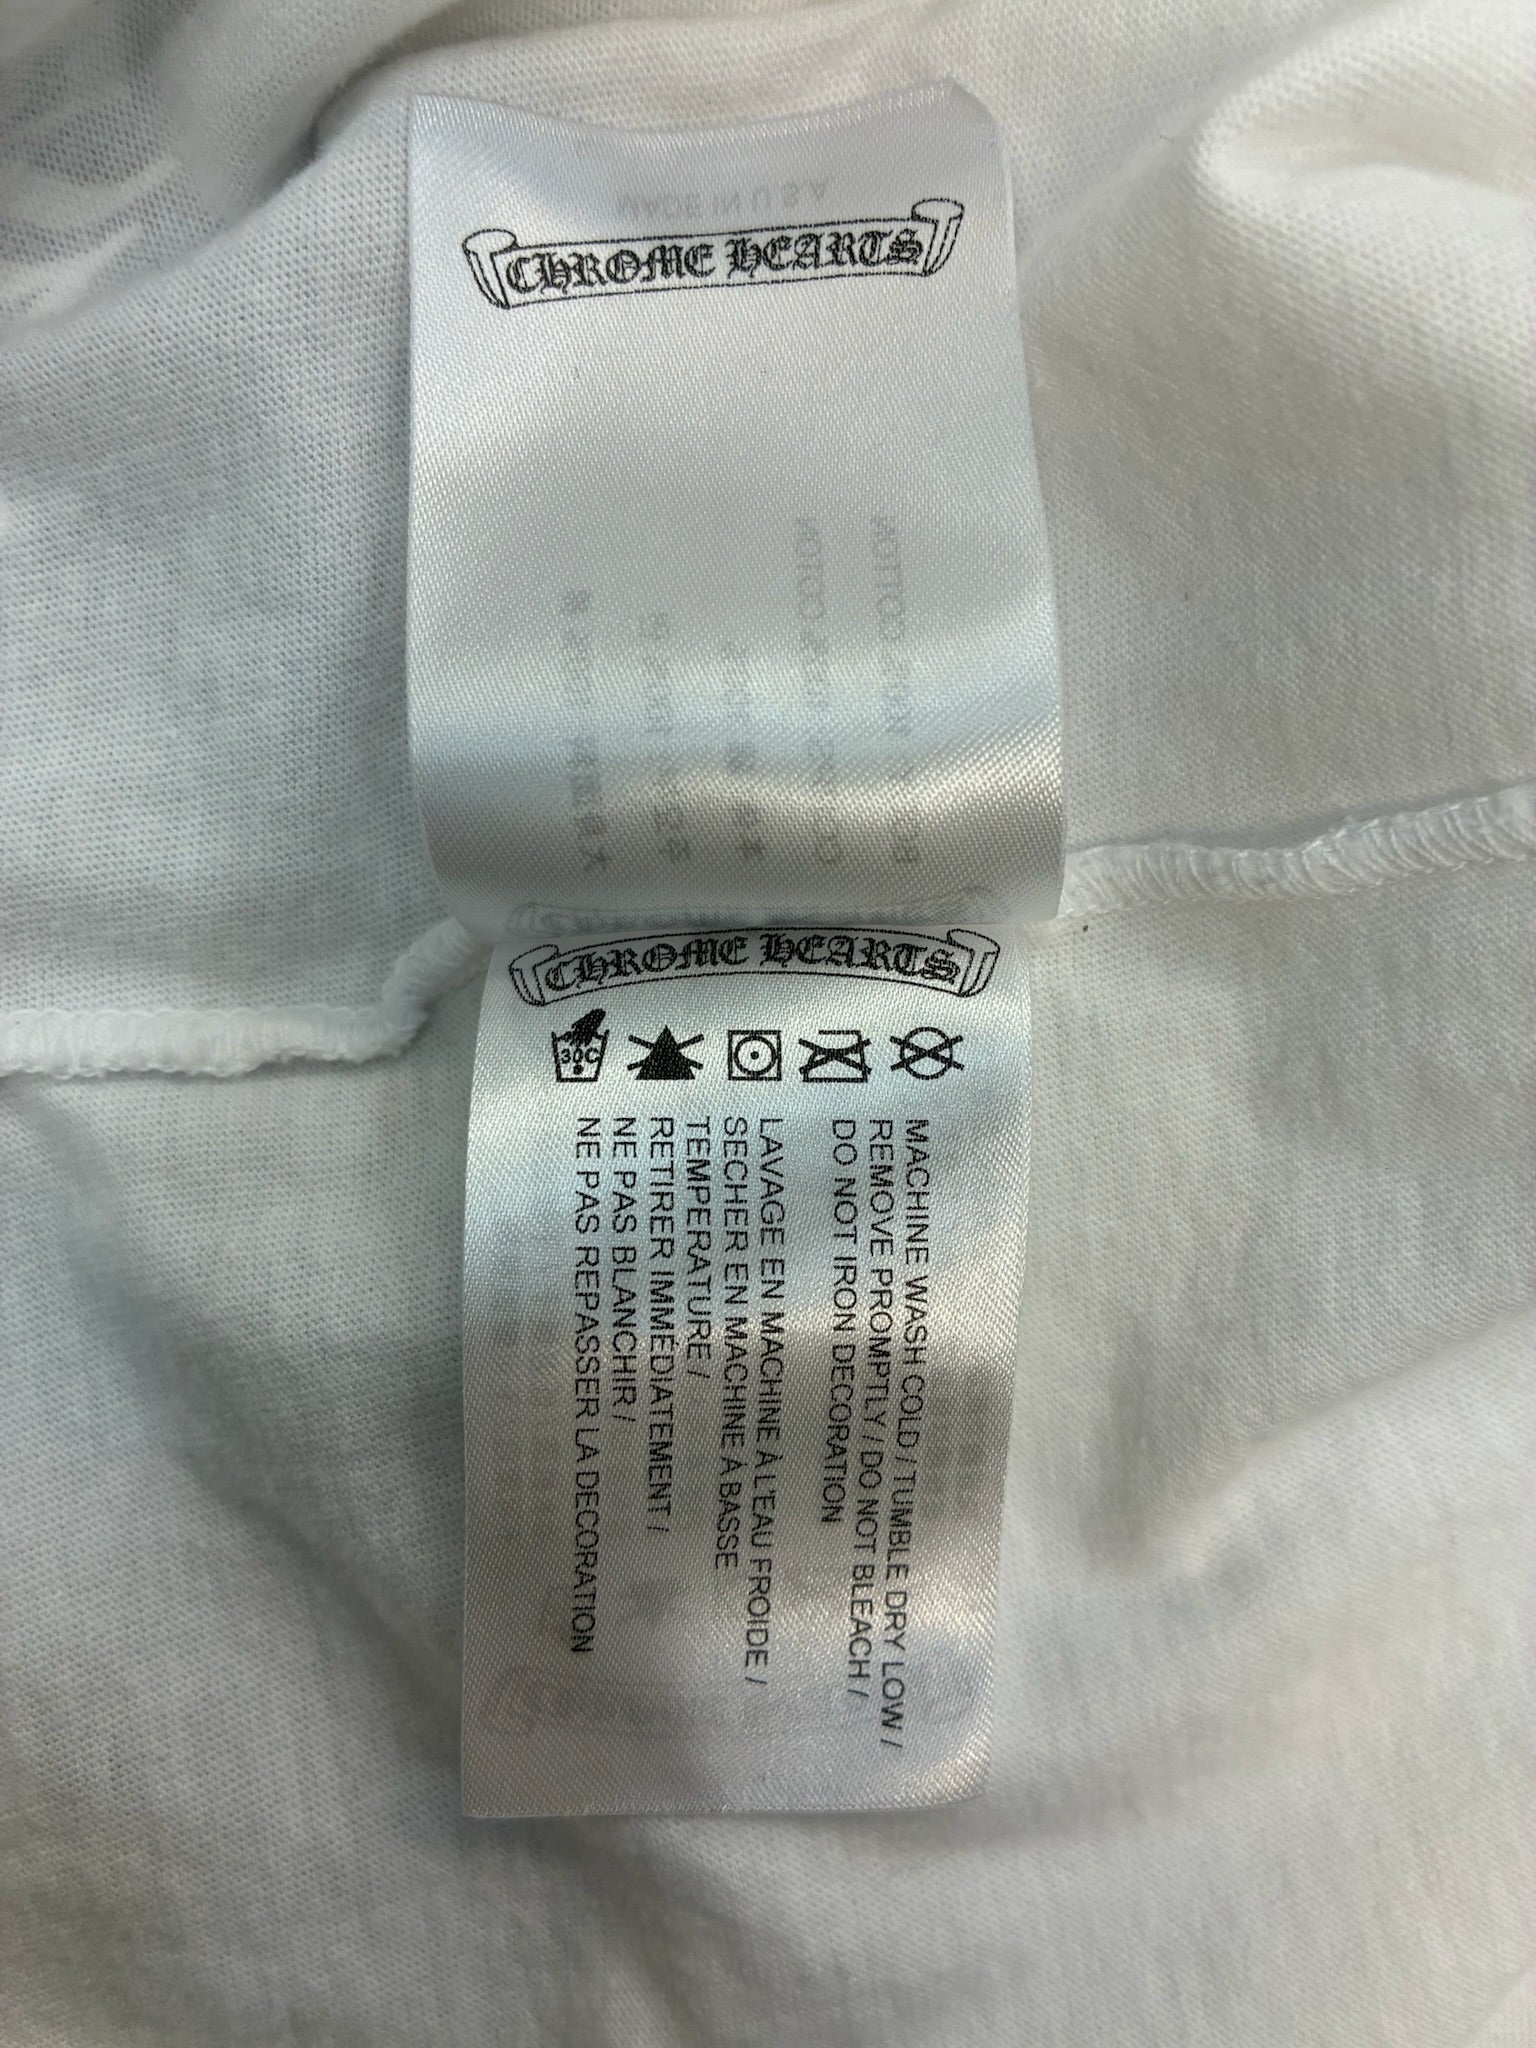 MADE IN U.S.A
CHROME HEARTS
CHROME HEARTS
30C
MACHINE WASH COLD / TUMBLE DRY LOW /
REMOVE PROMPTLY / DO NOT BLEACH /
DO NOT IRON DECORATION
LAVAGE EN MACHINE À L'EAU FROIDE /
SECHER EN MACHINE À BASSE
TEMPERATURE /
RETIRER IMMÉDIATEMENT /
NE PAS BLANCHIR /
NE PAS REPASSER LA DECORATION